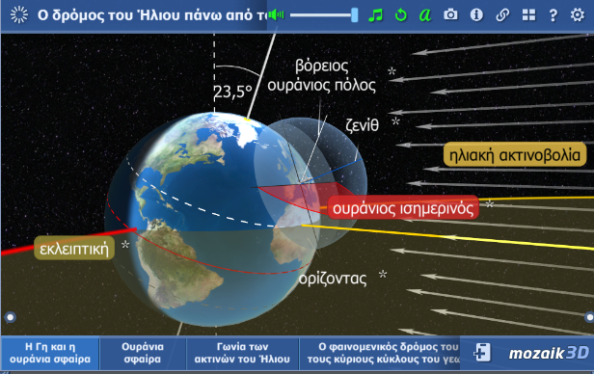 Ο δρόμος του Ήλιου πάνω από
βόρειος
ουράνιος πόλος *
23,5°
ζενίθ *
ηλιακή ακτινοβολία
ουράνιος ισημερινός *
εκλειπτική *
ορίζοντας *
Η Γη και η
ουράνια σφαίρα
Ουράνια
σφαίρα
Γωνία των
ακτινών του Ήλιου
Ο φαινομενικός δρόμος του
τους κύριους κύκλους του γεω
mozaik3D